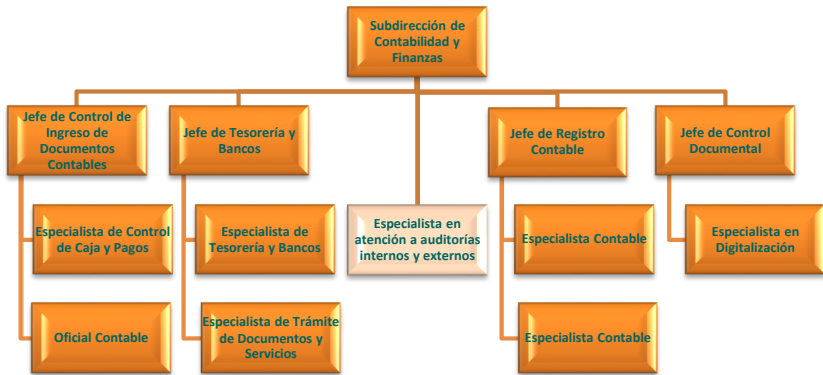 Subdirección de
Contabilidad y
Finanzas
Jefe de Control de
Ingreso de
Documentos
Contables
Jefe de Tesorería y
Bancos
Jefe de Registro
Contable
Jefe de Control
Documental
Especialista de Control
de Caja y Pagos
Especialista de
Tesorería y Bancos
Especialista en
atención a auditorías
internos y externos
Especialista Contable
Especialista en
Digitalización
Oficial Contable
Especialista de Trámite
de Documentos y
Servicios
Especialista Contable